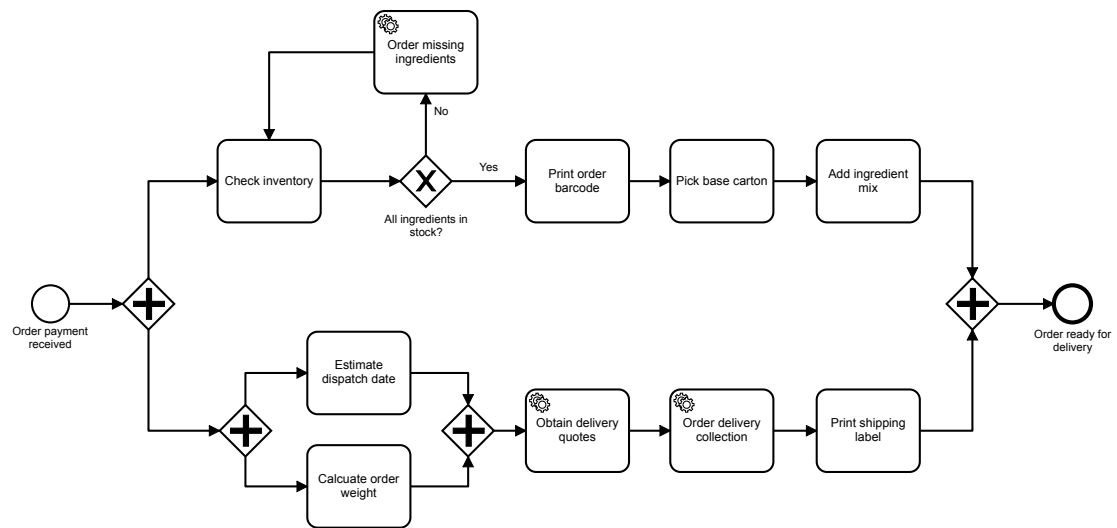 Order missing
ingredients
No
Check inventory
Yes
Print order
barcode
Pick base carton
Add ingredient
mix
All ingredients in
stock?
Order payment
received
Order ready for
delivery
Estimate
dispatch date
Obtain delivery
quotes
Order delivery
collection
Print shipping
label
Calcuate order
weight